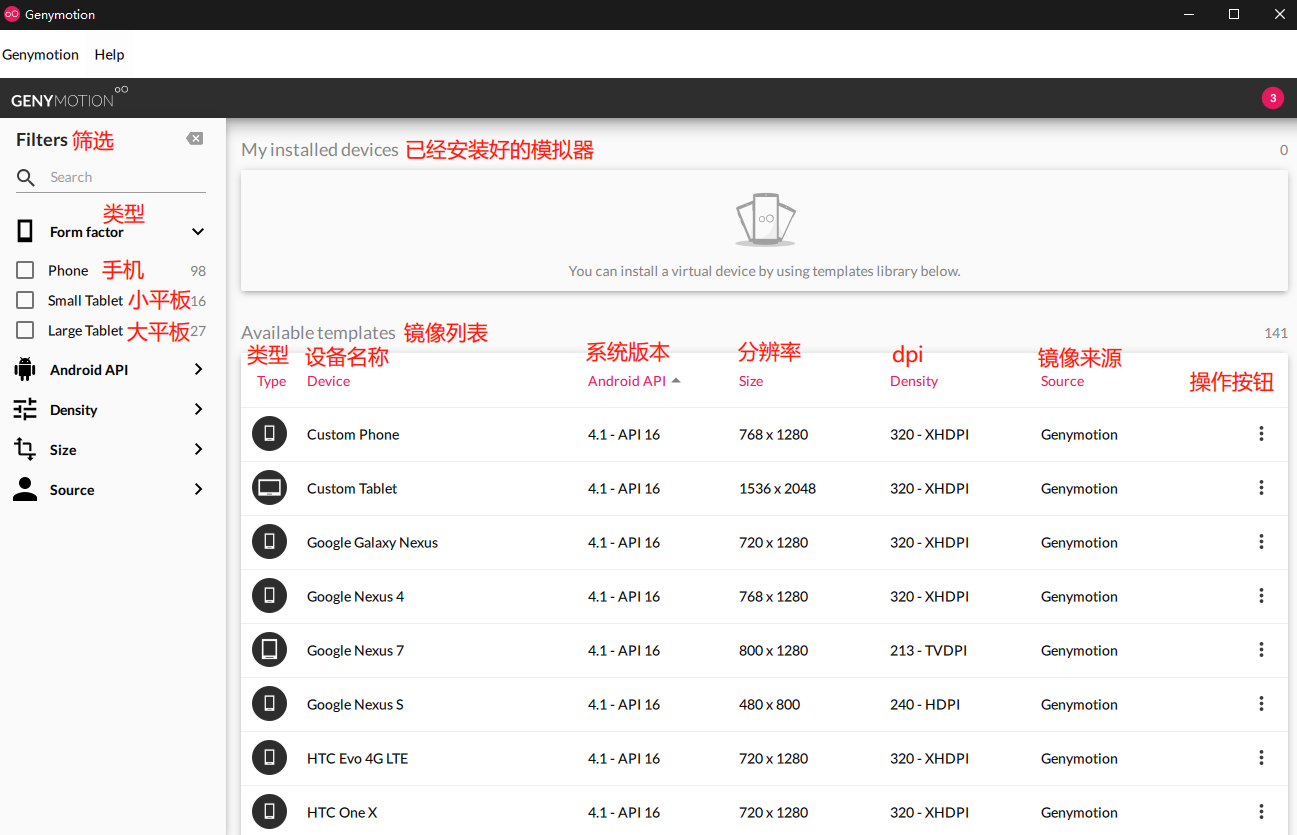 Genymotion
Genymotion Help
GENYMOTION
3
Filters 筛选
Search
类型
Form factor
Phone 手机 98
Small Tablet 小平板 16
Large Tablet 大平板 27
Android API
Density
Size
Source
My installed devices 已经安装好的模拟器 0
You can install a virtual device by using templates library below.
Available templates 镜像列表 141
类型 设备名称 系统版本 分辨率 dpi 镜像来源 操作按钮
Type Device Android API Size Density Source
Custom Phone 4.1 - API 16 768 x 1280 320 - XHDPI Genymotion
Custom Tablet 4.1 - API 16 1536 x 2048 320 - XHDPI Genymotion
Google Galaxy Nexus 4.1 - API 16 720 x 1280 320 - XHDPI Genymotion
Google Nexus 4 4.1 - API 16 768 x 1280 320 - XHDPI Genymotion
Google Nexus 7 4.1 - API 16 800 x 1280 213 - TVDPI Genymotion
Google Nexus S 4.1 - API 16 480 x 800 240 - HDPI Genymotion
HTC Evo 4G LTE 4.1 - API 16 720 x 1280 320 - XHDPI Genymotion
HTC One X 4.1 - API 16 720 x 1280 320 - XHDPI Genymotion